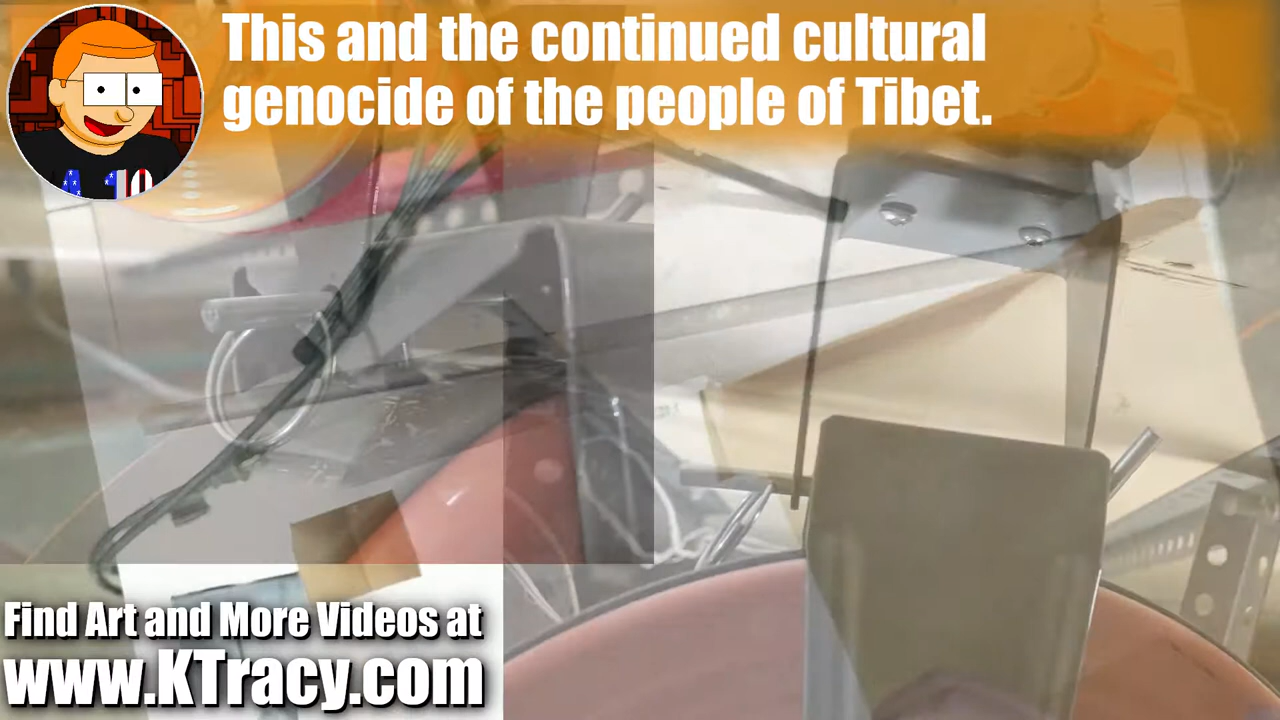 This and the continued cultural
genocide of the people of Tibet.
A 10
Find Art and More Videos at
www.KTracy.com